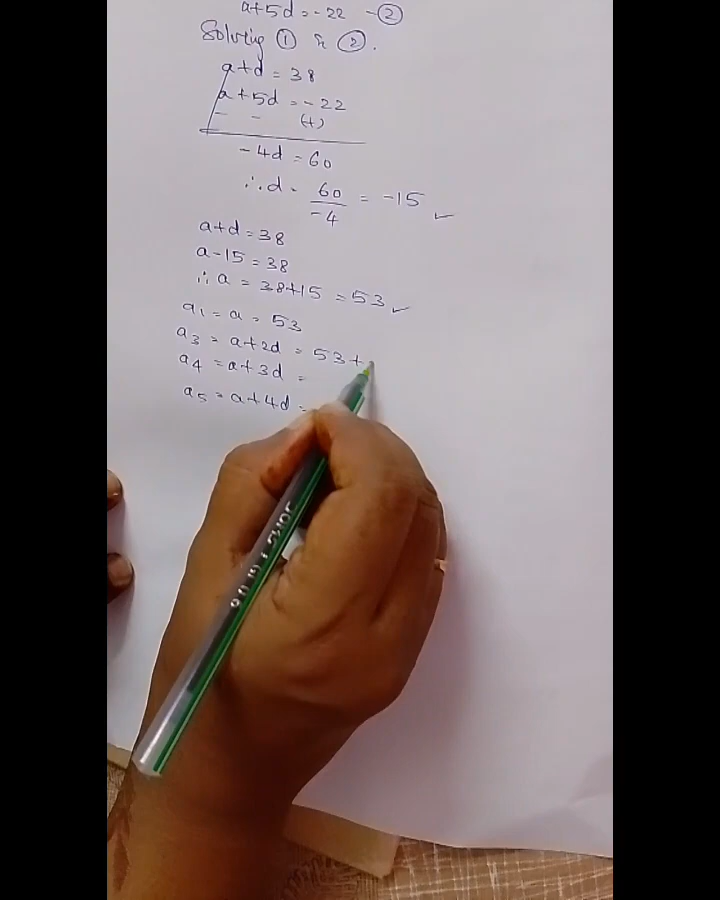 a+5d = -22 - ②
Solving ① & ②.
a+d = 38
a+5d = -22
- - (+)
-4d = 60
∴d = 60/-4 = -15 ✓
a+d = 38
a-15 = 38
∴ a = 38+15 = 53 ✓
a₁ = a = 53
a₃ = a+2d = 53+
a₄ = a+3d =
a₅ = a+4d =